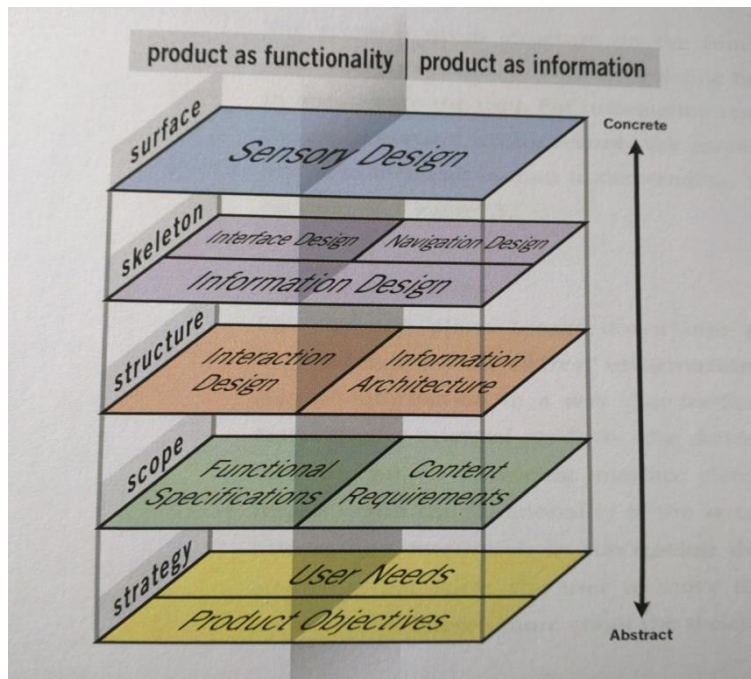 product as functionality | product as information
surface
Sensory Design
Concrete
skeleton
Interface Design
Navigation Design
Information Design
structure
Interaction
Design
Information
Architecture
scope
Functional
Specifications
Content
Requirements
strategy
User Needs
Product Objectives
Abstract